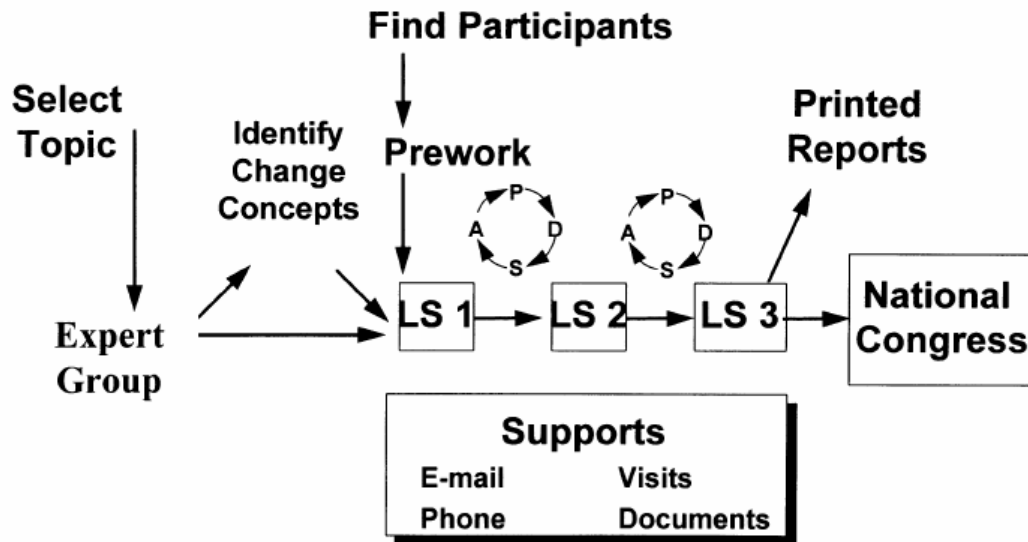 Find Participants
Select
Topic
Identify
Change
Concepts
Prework
Printed
Reports
P
A
D
S
P
A
D
S
LS 1
LS 2
LS 3
National
Congress
Expert
Group
Supports
E-mail
Visits
Phone
Documents